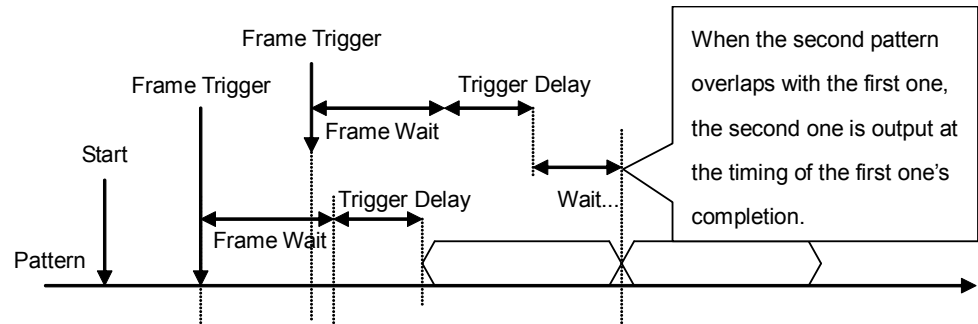 Frame Trigger
Frame Trigger
Start
Trigger Delay
Frame Wait
Wait...
Trigger Delay
Frame Wait
Pattern
When the second pattern
overlaps with the first one,
the second one is output at
the timing of the first one’s
completion.